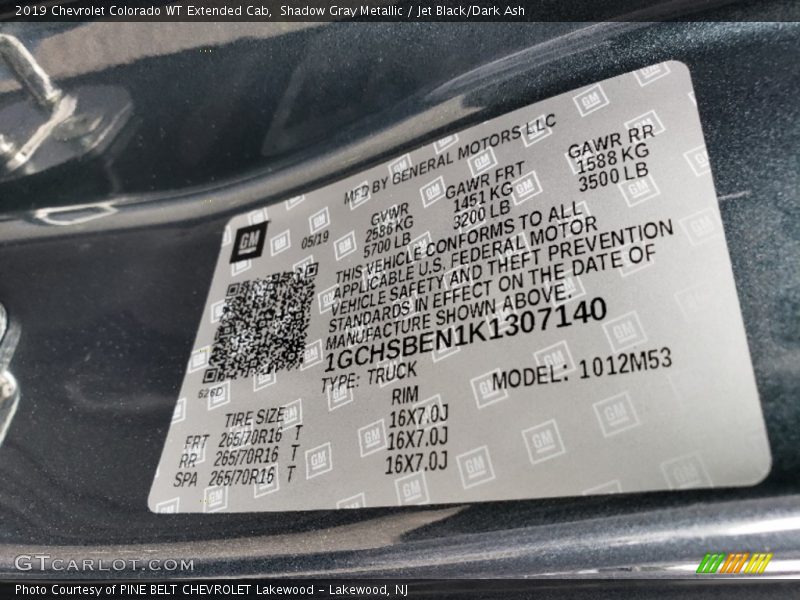 2019 Chevrolet Colorado WT Extended Cab,  Shadow Gray Metallic / Jet Black/Dark Ash
MFD BY GENERAL MOTORS LLC
GM
05/19
GVWR
2586 KG
5700 LB
GAWR FRT
1451 KG
3200 LB
GAWR RR
1588 KG
3500 LB
THIS VEHICLE CONFORMS TO ALL
APPLICABLE U.S. FEDERAL MOTOR
VEHICLE SAFETY AND THEFT PREVENTION
STANDARDS IN EFFECT ON THE DATE OF
MANUFACTURE SHOWN ABOVE.
1GCHSBEN1K1307140
TYPE: TRUCK
MODEL: 1012M53
626D
TIRE SIZE RIM
FRT 265/70R16 T 16X7.0J
RR 265/70R16 T 16X7.0J
SPA 265/70R16 T 16X7.0J
GTCARLOT.COM
Photo Courtesy of PINE BELT CHEVROLET Lakewood - Lakewood, NJ